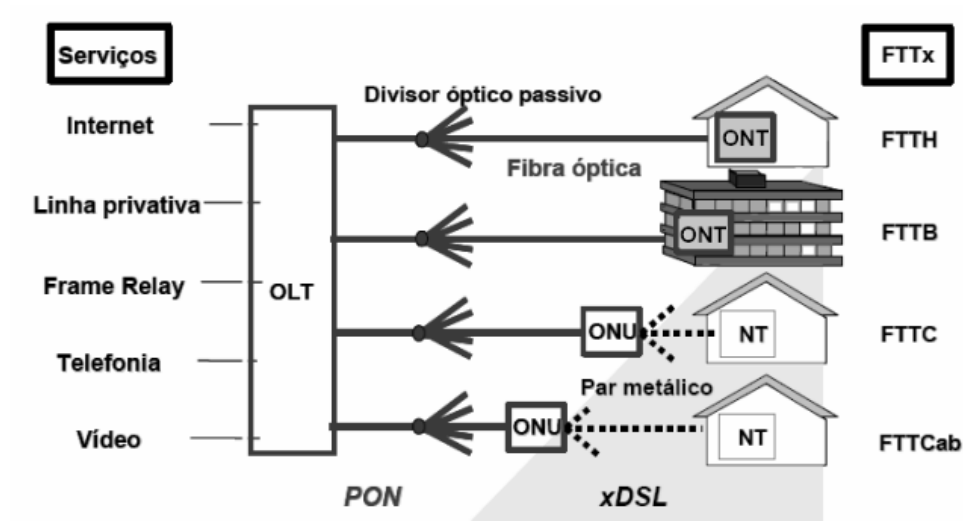 Serviços
FTTx
Divisor óptico passivo
Internet
ONT
FTTH
Fibra óptica
Linha privativa
ONT
FTTB
Frame Relay
OLT
ONU
NT
FTTC
Telefonia
Par metálico
Vídeo
ONU
NT
FTTCab
PON
xDSL